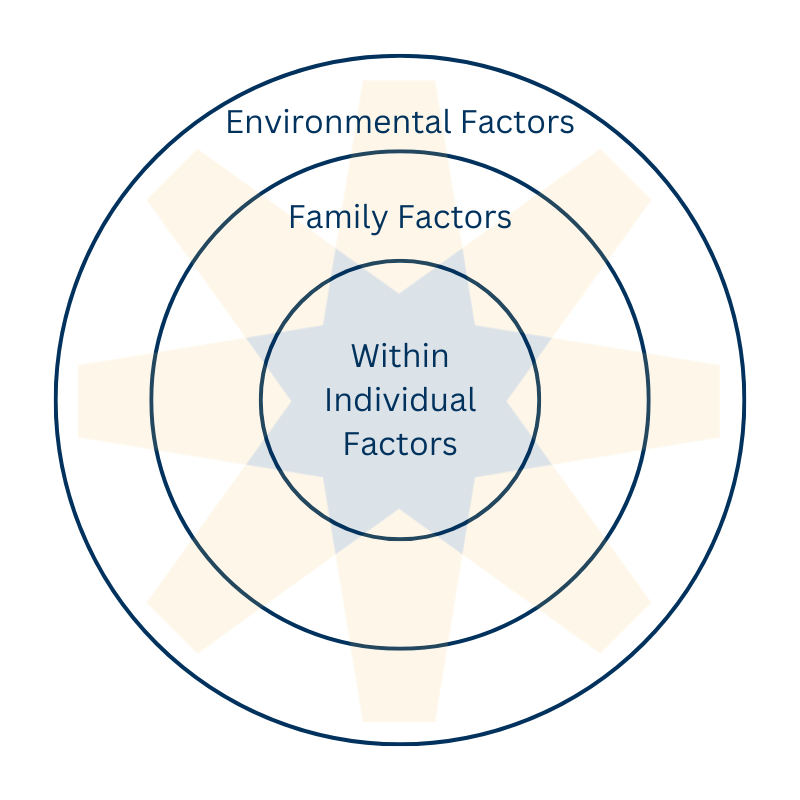 Environmental Factors
Family Factors
Within
Individual
Factors